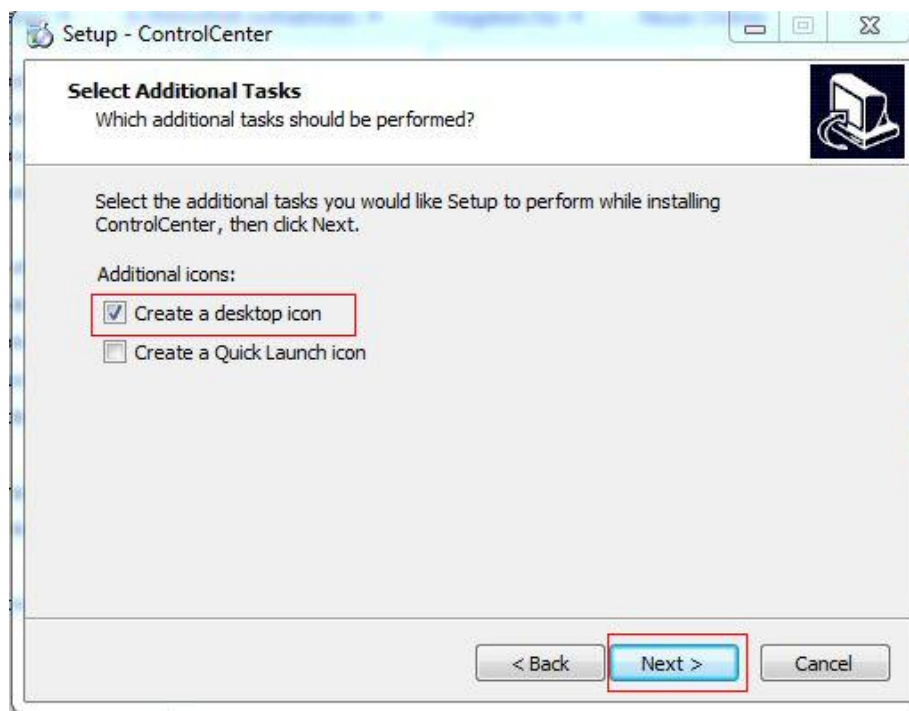 Setup - ControlCenter
Select Additional Tasks
Which additional tasks should be performed?
Select the additional tasks you would like Setup to perform while installing
ControlCenter, then click Next.
Additional icons:
Create a desktop icon
Create a Quick Launch icon
< Back
Next >
Cancel